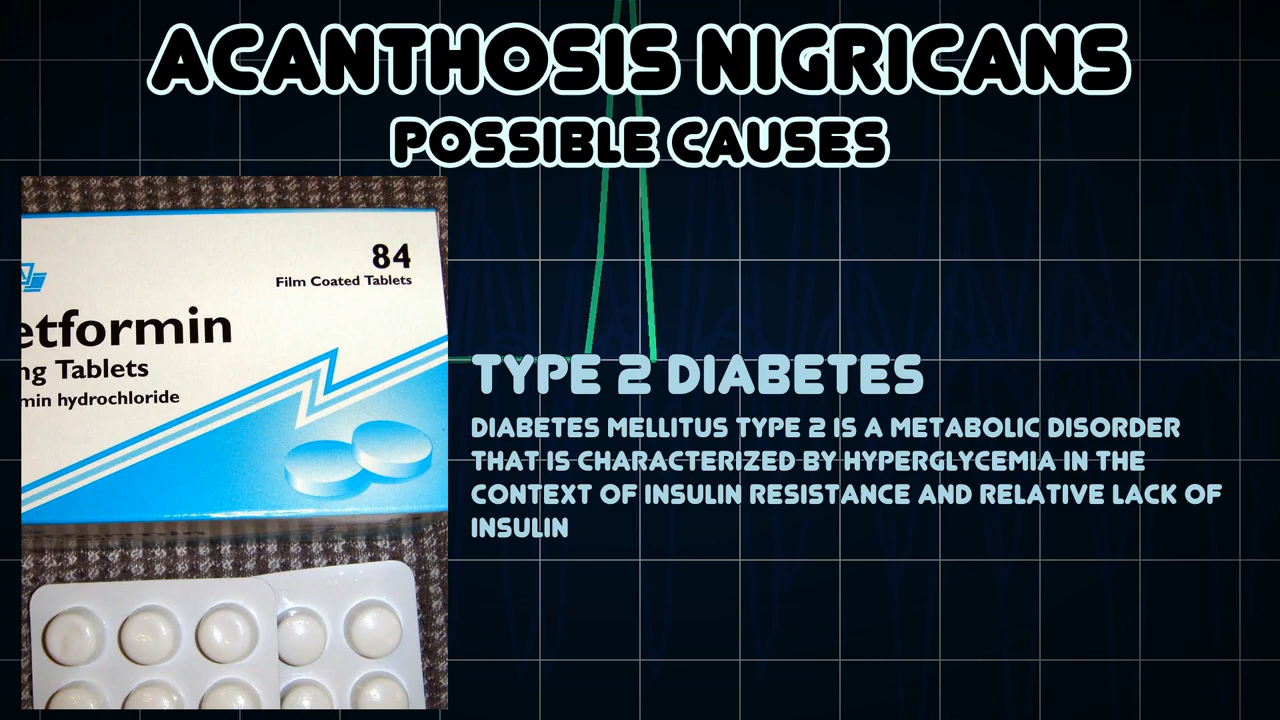 ACANTHOSIS NIGRICANS
POSSIBLE CAUSES
84
Film Coated Tablets
etformin
ng Tablets
min hydrochloride
TYPE 2 DIABETES
DIABETES MELLITUS TYPE 2 IS A METABOLIC DISORDER
THAT IS CHARACTERIZED BY HYPERGLYCEMIA IN THE
CONTEXT OF INSULIN RESISTANCE AND RELATIVE LACK OF
INSULIN